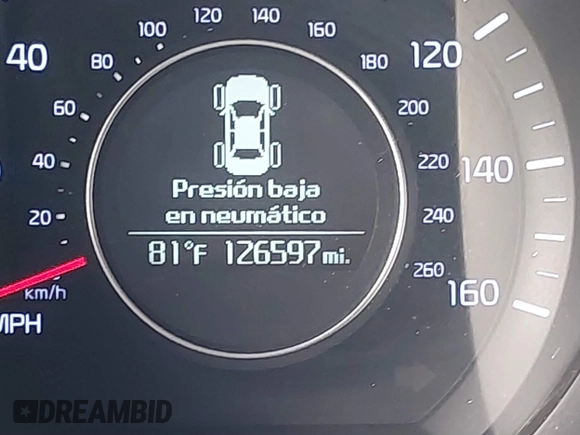 120 140
100 160
40 80 180 120
60 200
40 220 140
Presión baja
20 en neumático 240
81°F 126597 mi.
260
km/h 160
MPH
DREAMBID